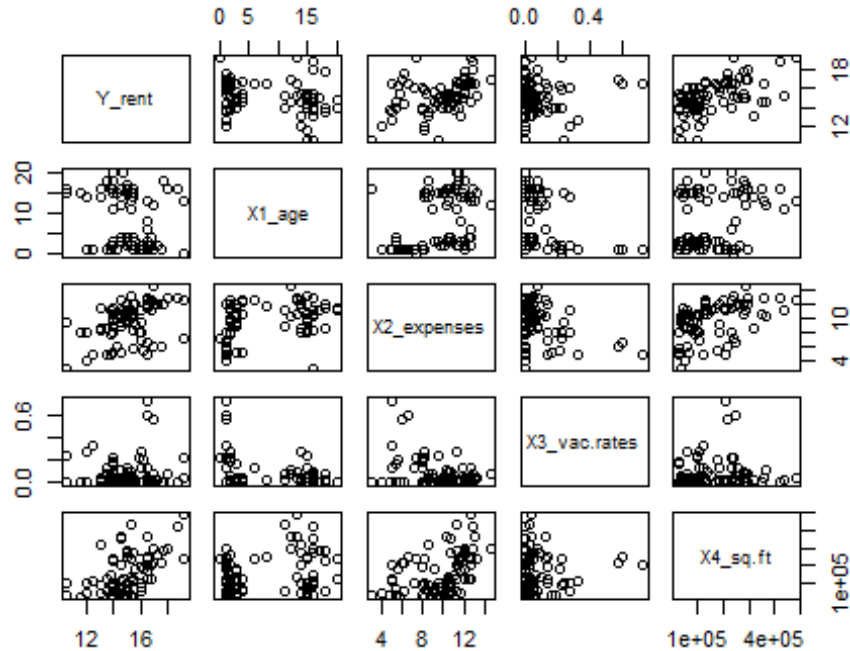 0 5 15
0.0 0.4
Y_rent
12 18
0 10 20
X1_age
X2_expenses
4 10
0.0 0.6
X3_vac.rates
X4_sq.ft
1e+05
12 16
4 8 12
1e+05 4e+05